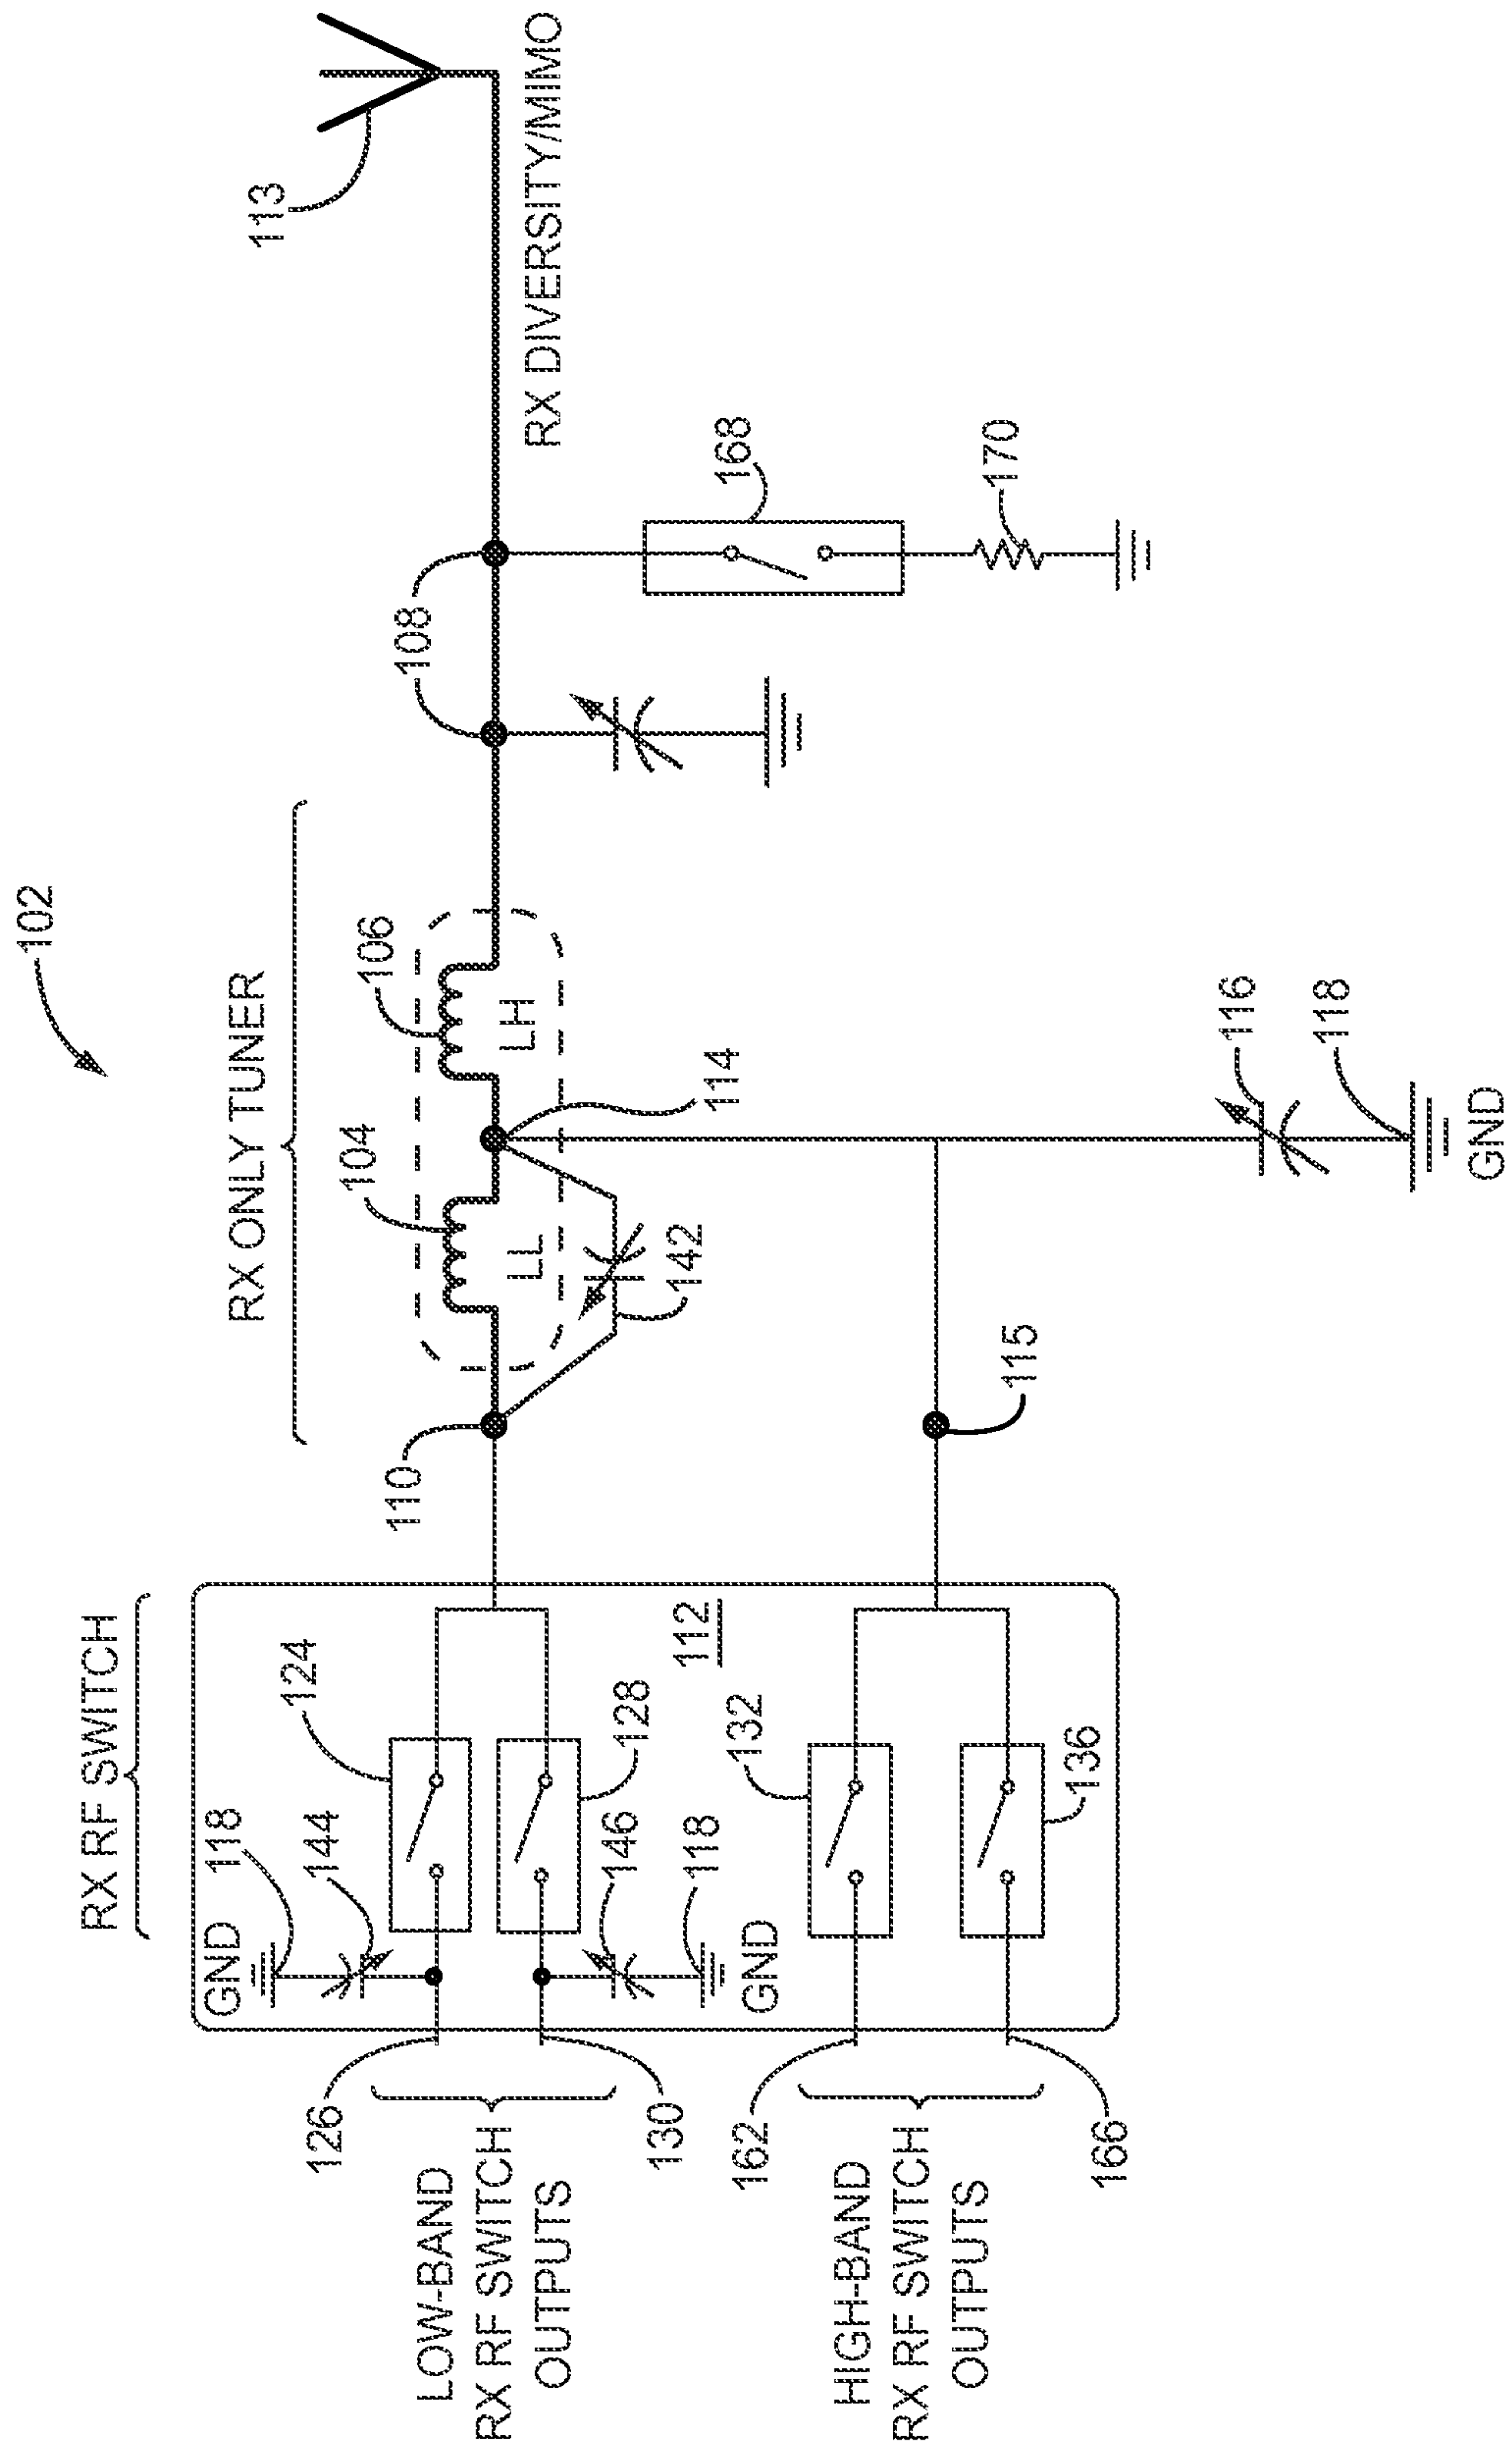 102
RX RF SWITCH
RX ONLY TUNER
113
GND
118
144
124
104
106
108
126
110
LL
LH
RX DIVERSITY/MIMO
LOW-BAND
RX RF SWITCH
OUTPUTS
130
146
128
112
142
114
168
118
GND
132
162
115
170
HIGH-BAND
RX RF SWITCH
OUTPUTS
136
166
116
118
GND